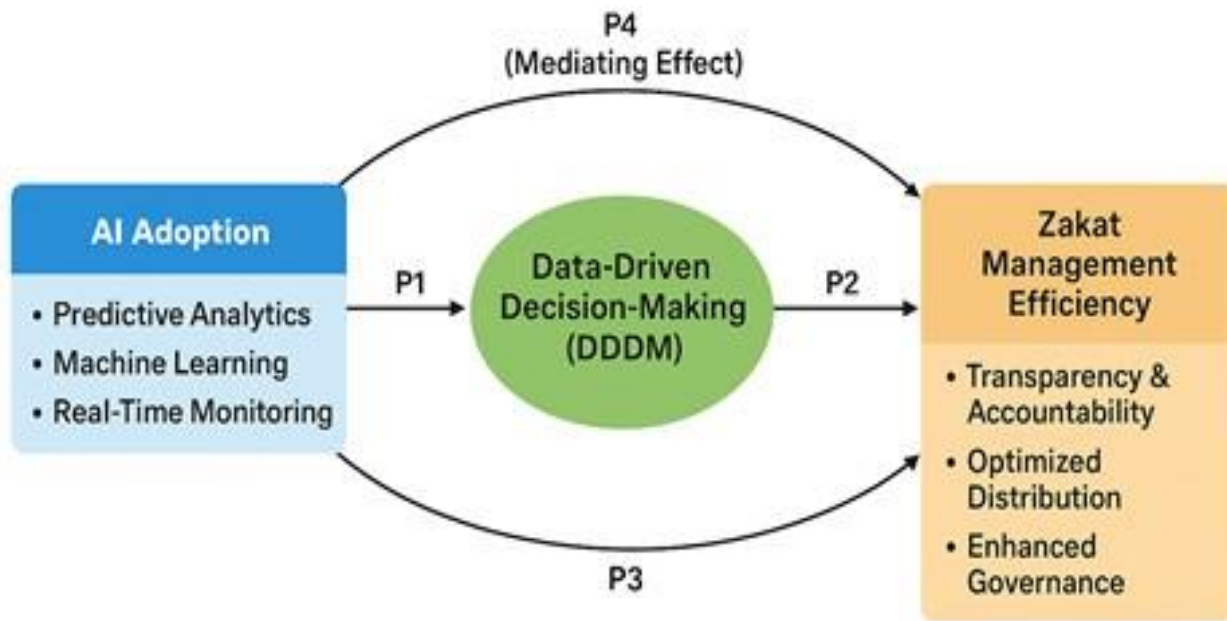 P4
(Mediating Effect)
AI Adoption
• Predictive Analytics
• Machine Learning
• Real-Time Monitoring
P1
Data-Driven
Decision-Making
(DDDM)
P2
Zakat
Management
Efficiency
• Transparency &
Accountability
• Optimized
Distribution
• Enhanced
Governance
P3